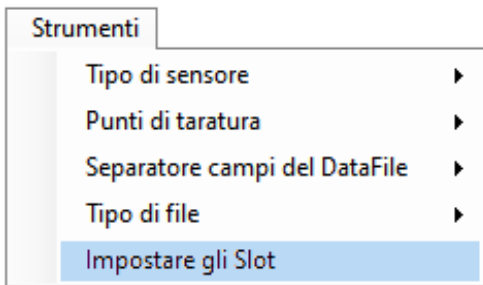 Strumenti
Tipo di sensore
Punti di taratura
Separatore campi del DataFile
Tipo di file
Impostare gli Slot